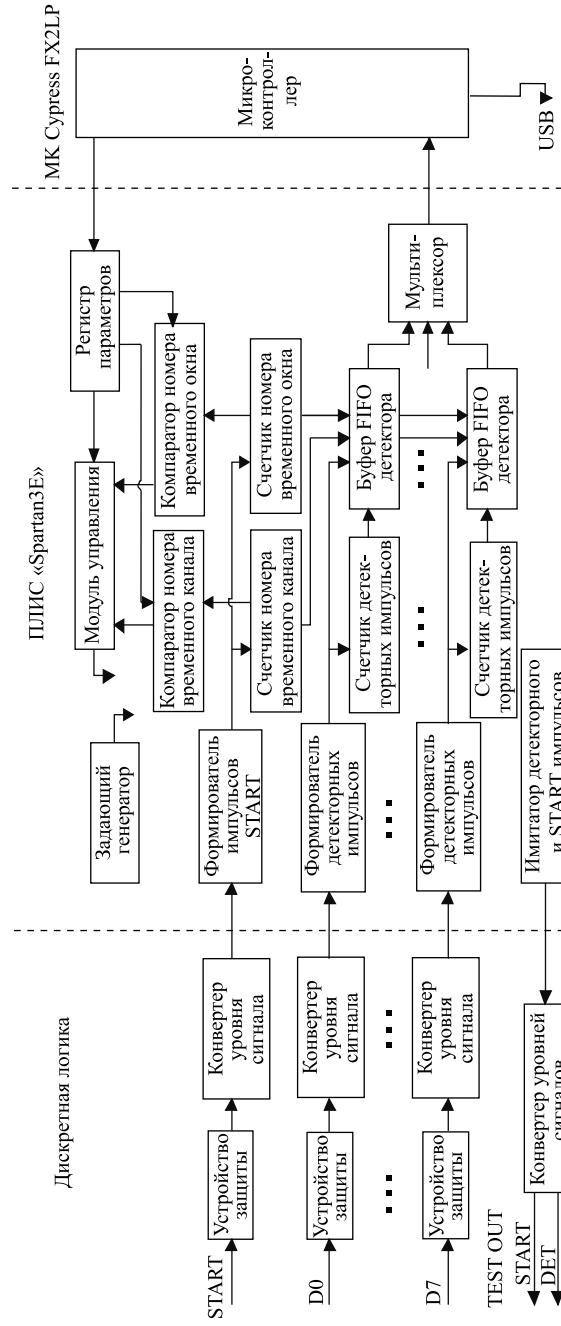 Дискретная логика
ПЛИС «Spartan3E»
МК Cypress FX2LP
Задающий
генератор
Модуль управления
Регистр
параметров
Микро-
контрол-
лер
Компаратор номера
временного канала
Компаратор номера
временного окна
START
Устройство
защиты
Конвертер
уровня
сигнала
Формирователь
импульсов
START
Счетчик номера
временного канала
Счетчик номера
временного окна
D0
Устройство
защиты
Конвертер
уровня
сигнала
Формирователь
детекторных
импульсов
Счетчик детек-
торных импульсов
Буфер FIFO
детектора
Мульти-
плексор
D7
Устройство
защиты
Конвертер
уровня
сигнала
Формирователь
детекторных
импульсов
Счетчик детек-
торных импульсов
Буфер FIFO
детектора
USB
TEST OUT
START
DET
Конвертер уровней
сигналов
Имитатор детекторного
и START импульсов